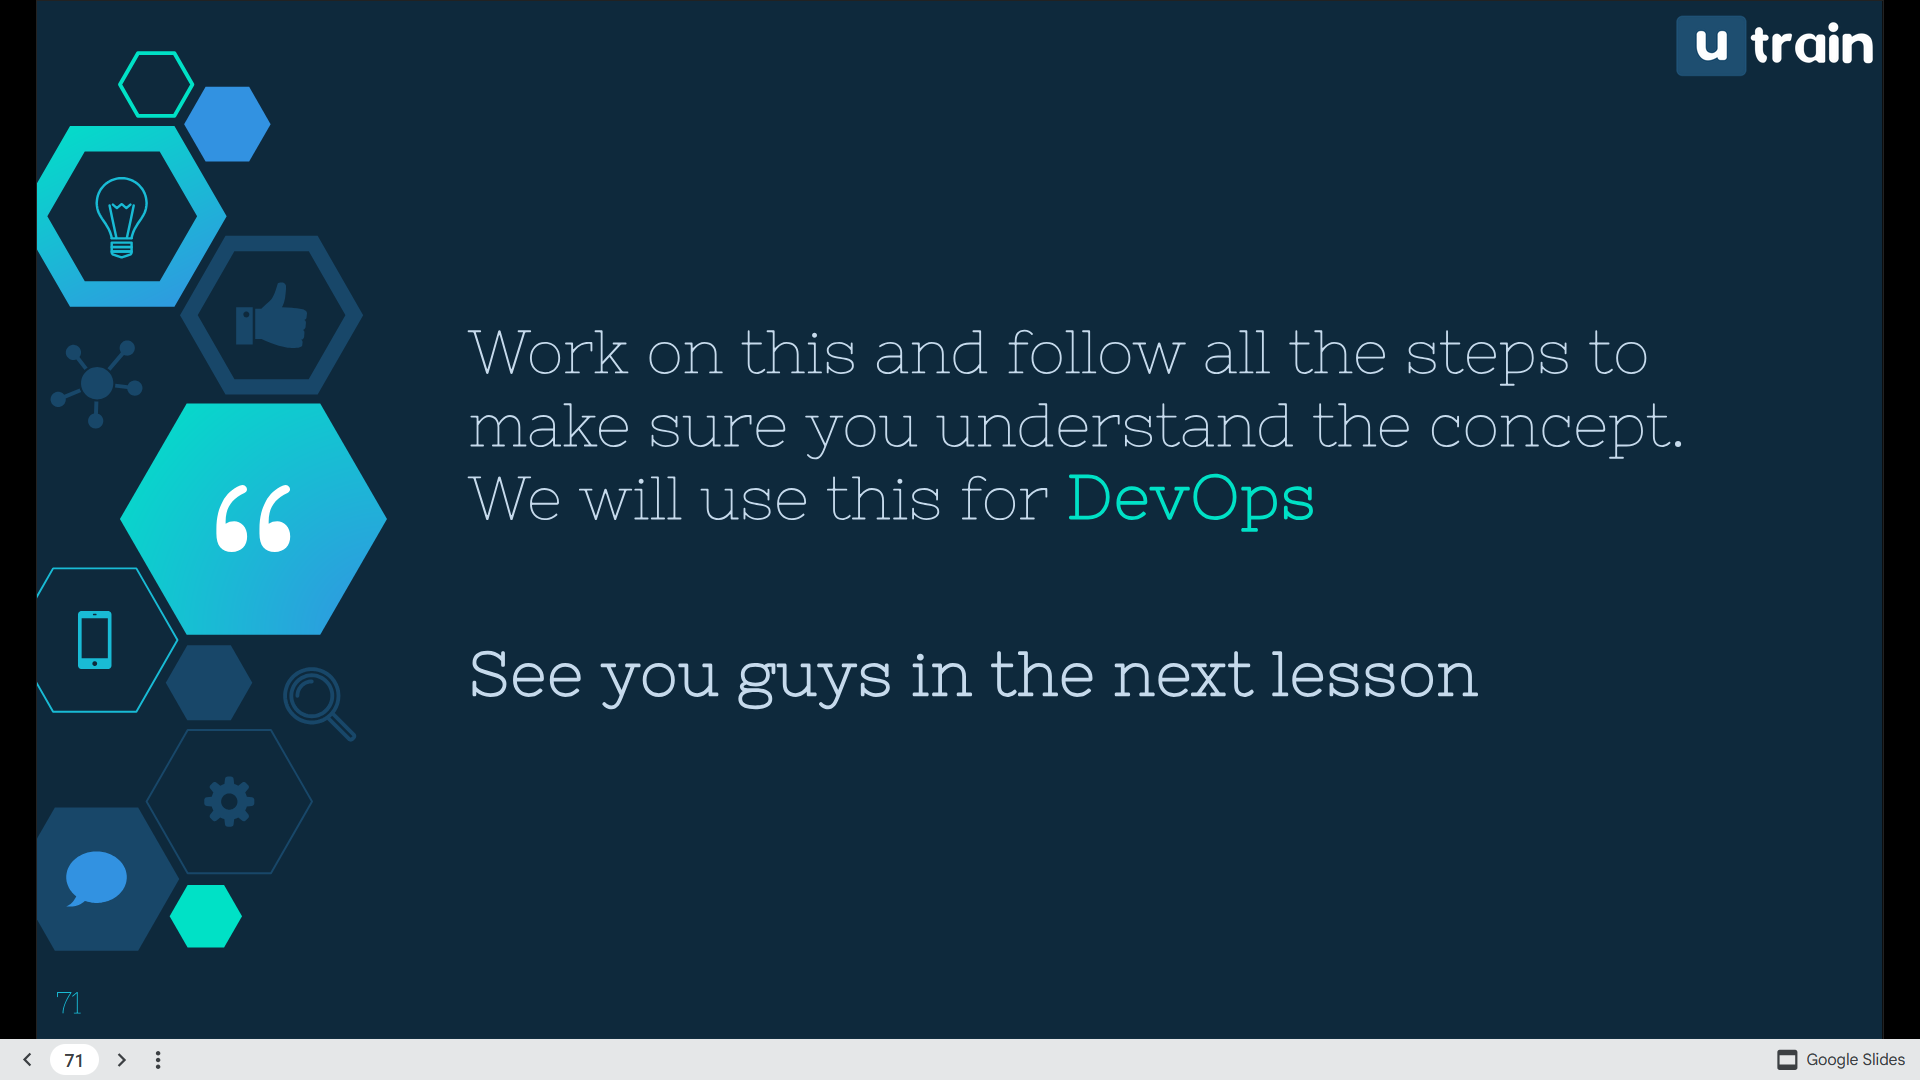 u train
Work on this and follow all the steps to
make sure you understand the concept.
We will use this for DevOps
“
See you guys in the next lesson
71
71
Google Slides